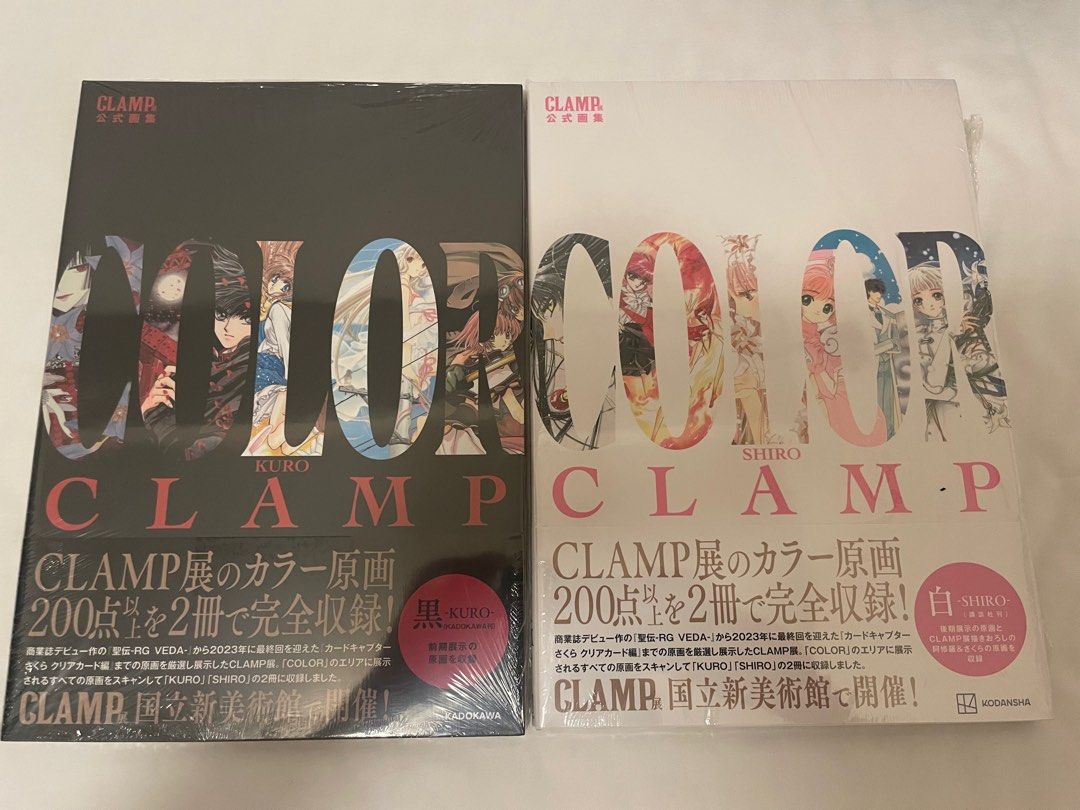 CLAMP展
公式画集
COLOR
KURO
CLAMP
CLAMP展のカラー原画
200点以上を2冊で完全収録!
商業誌デビュー作の「聖伝-RG VEDA-」から2023年に最終回を迎えた「カードキャプター
さくら クリアカード編」までの原画を厳選し展示したCLAMP展。「COLOR」のエリアに展示
されるすべての原画をスキャンして「KURO」「SHIRO」の2冊に収録しました。
CLAMP展 国立新美術館で開催!
黒-KURO-
(KADOKAWA刊)
前期展示の
原画を収録
KADOKAWA
CLAMP展
公式画集
COLOR
SHIRO
CLAMP
CLAMP展のカラー原画
200点以上を2冊で完全収録!
商業誌デビュー作の「聖伝-RG VEDA-」から2023年に最終回を迎えた「カードキャプター
さくら クリアカード編」までの原画を厳選し展示したCLAMP展。「COLOR」のエリアに展示
されるすべての原画をスキャンして「KURO」「SHIRO」の2冊に収録しました。
CLAMP展 国立新美術館で開催!
白-SHIRO-
(講談社刊)
後期展示の原画と
CLAMP展描きおろしの
阿修羅&さくらの原画を
収録
KODANSHA